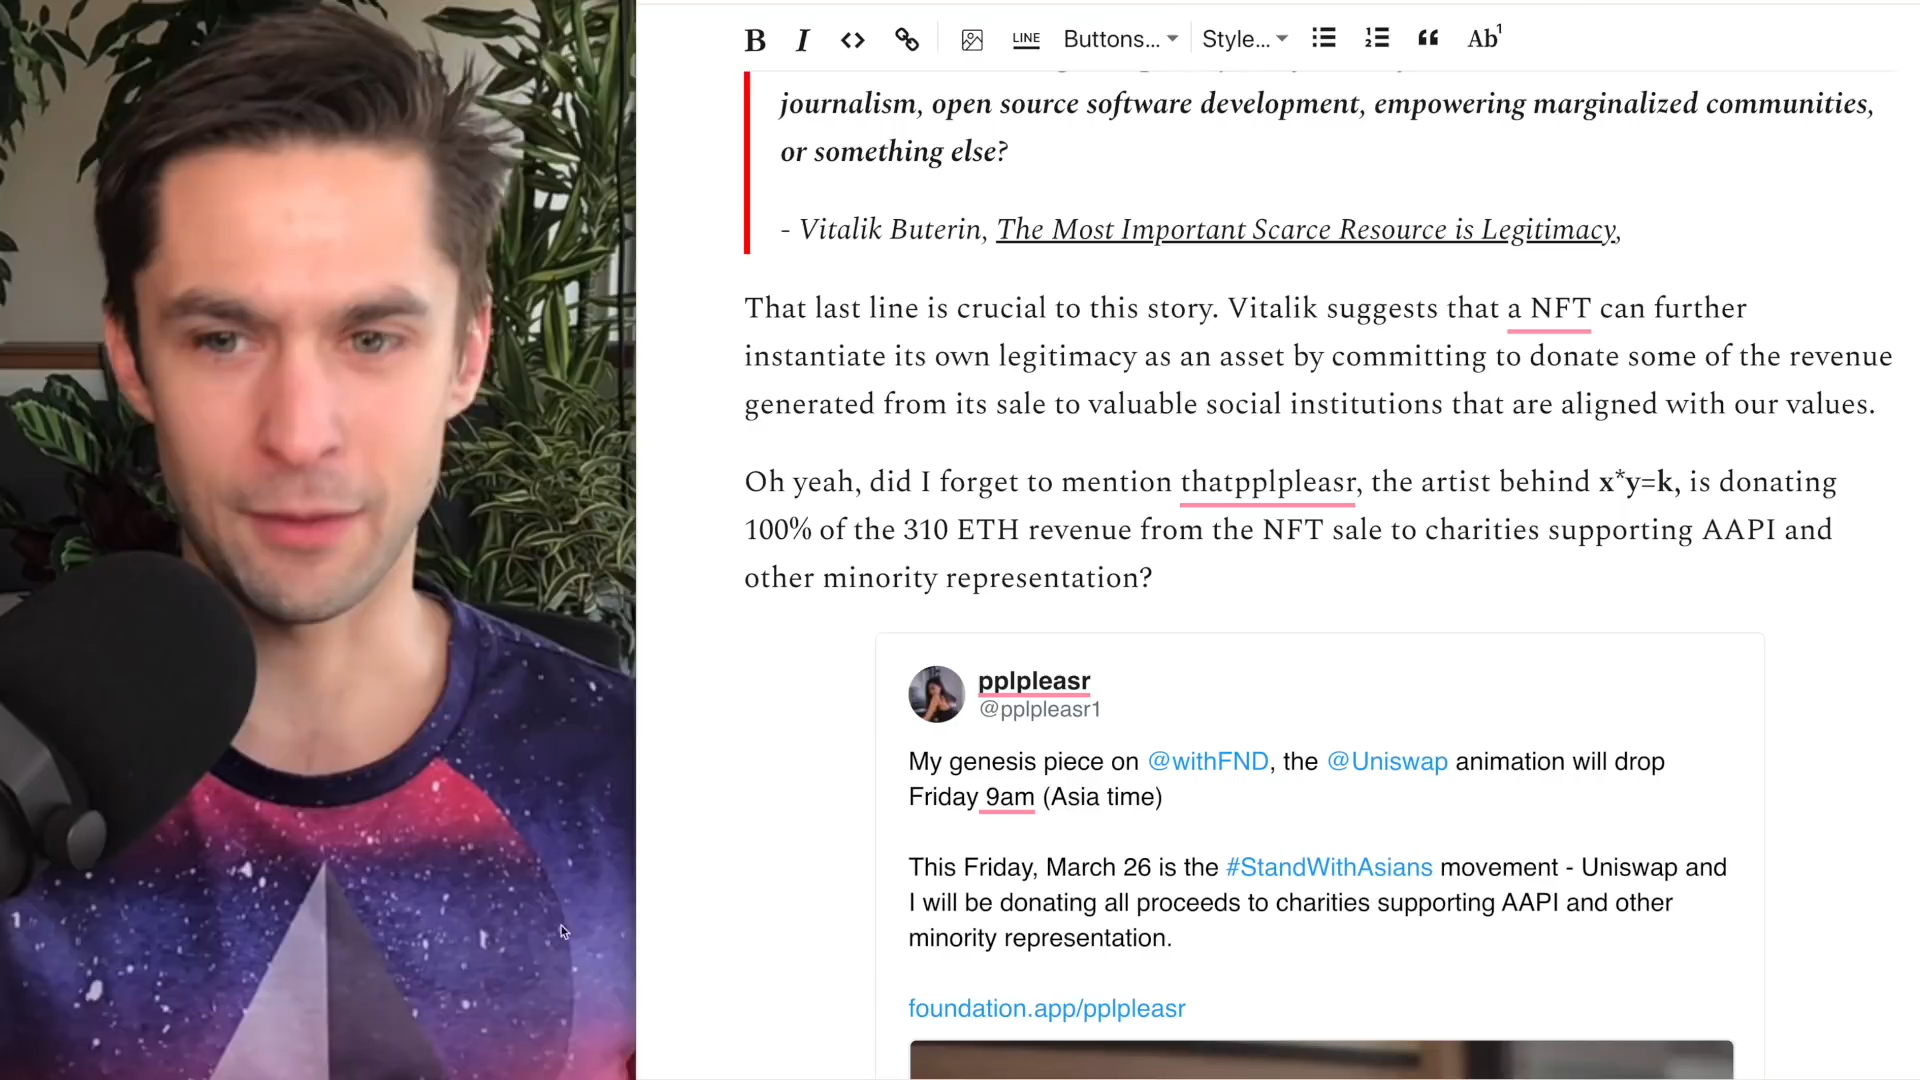 B I <> LINE Buttons... Style... Ab¹
journalism, open source software development, empowering marginalized communities,
or something else?
- Vitalik Buterin, The Most Important Scarce Resource is Legitimacy,
That last line is crucial to this story. Vitalik suggests that a NFT can further
instantiate its own legitimacy as an asset by committing to donate some of the revenue
generated from its sale to valuable social institutions that are aligned with our values.
Oh yeah, did I forget to mention thatpplpleasr, the artist behind x*y=k, is donating
100% of the 310 ETH revenue from the NFT sale to charities supporting AAPI and
other minority representation?
pplpleasr
@pplpleasr1
My genesis piece on @withFND, the @Uniswap animation will drop
Friday 9am (Asia time)
This Friday, March 26 is the #StandWithAsians movement - Uniswap and
I will be donating all proceeds to charities supporting AAPI and other
minority representation.
foundation.app/pplpleasr